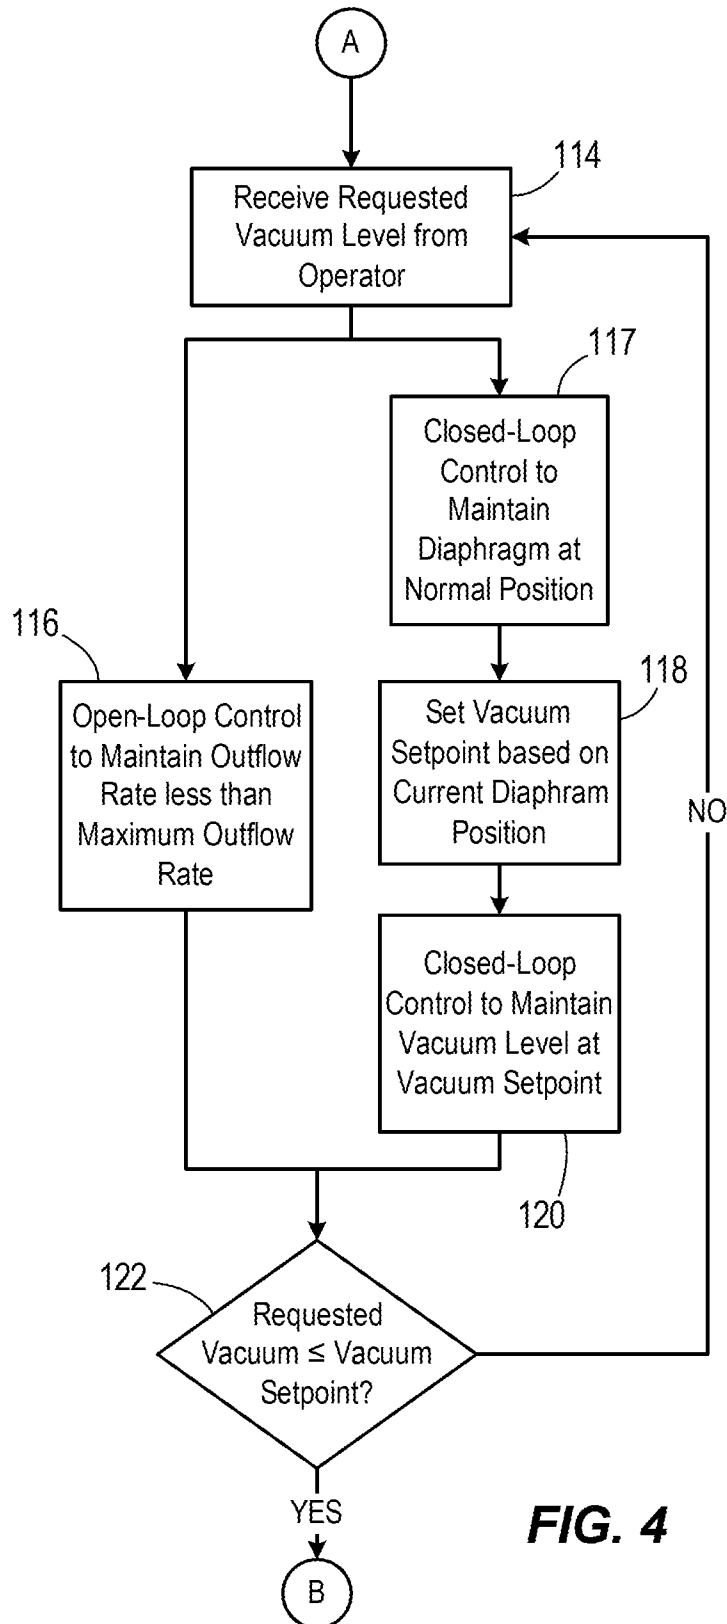 A
114
Receive Requested
Vacuum Level from
Operator
117
Closed-Loop
Control to
Maintain
Diaphragm at
Normal Position
116
Open-Loop Control
to Maintain Outflow
Rate less than
Maximum Outflow
Rate
118
Set Vacuum
Setpoint based on
Current Diaphram
Position
NO
Closed-Loop
Control to Maintain
Vacuum Level at
Vacuum Setpoint
120
122
Requested
Vacuum ≤ Vacuum
Setpoint?
YES
FIG. 4
B